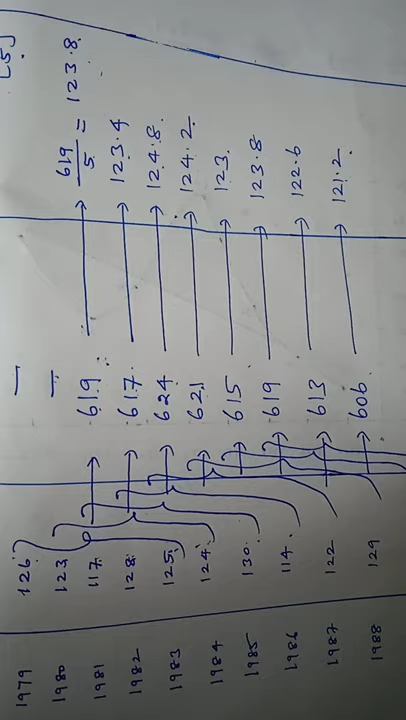 [5]
1979 126. —
1980 123 — 
1981 117. → 619 → 619/5 = 123.8.
1982 128. → 617. → 123.4
1983 125. → 624 → 124.8.
1984 124. → 621 → 124.2
1985 130. → 615 → 123.
1986 114. → 619 → 123.8
1987 122 → 613 → 122.6
1988 129 → 606. → 121.2.